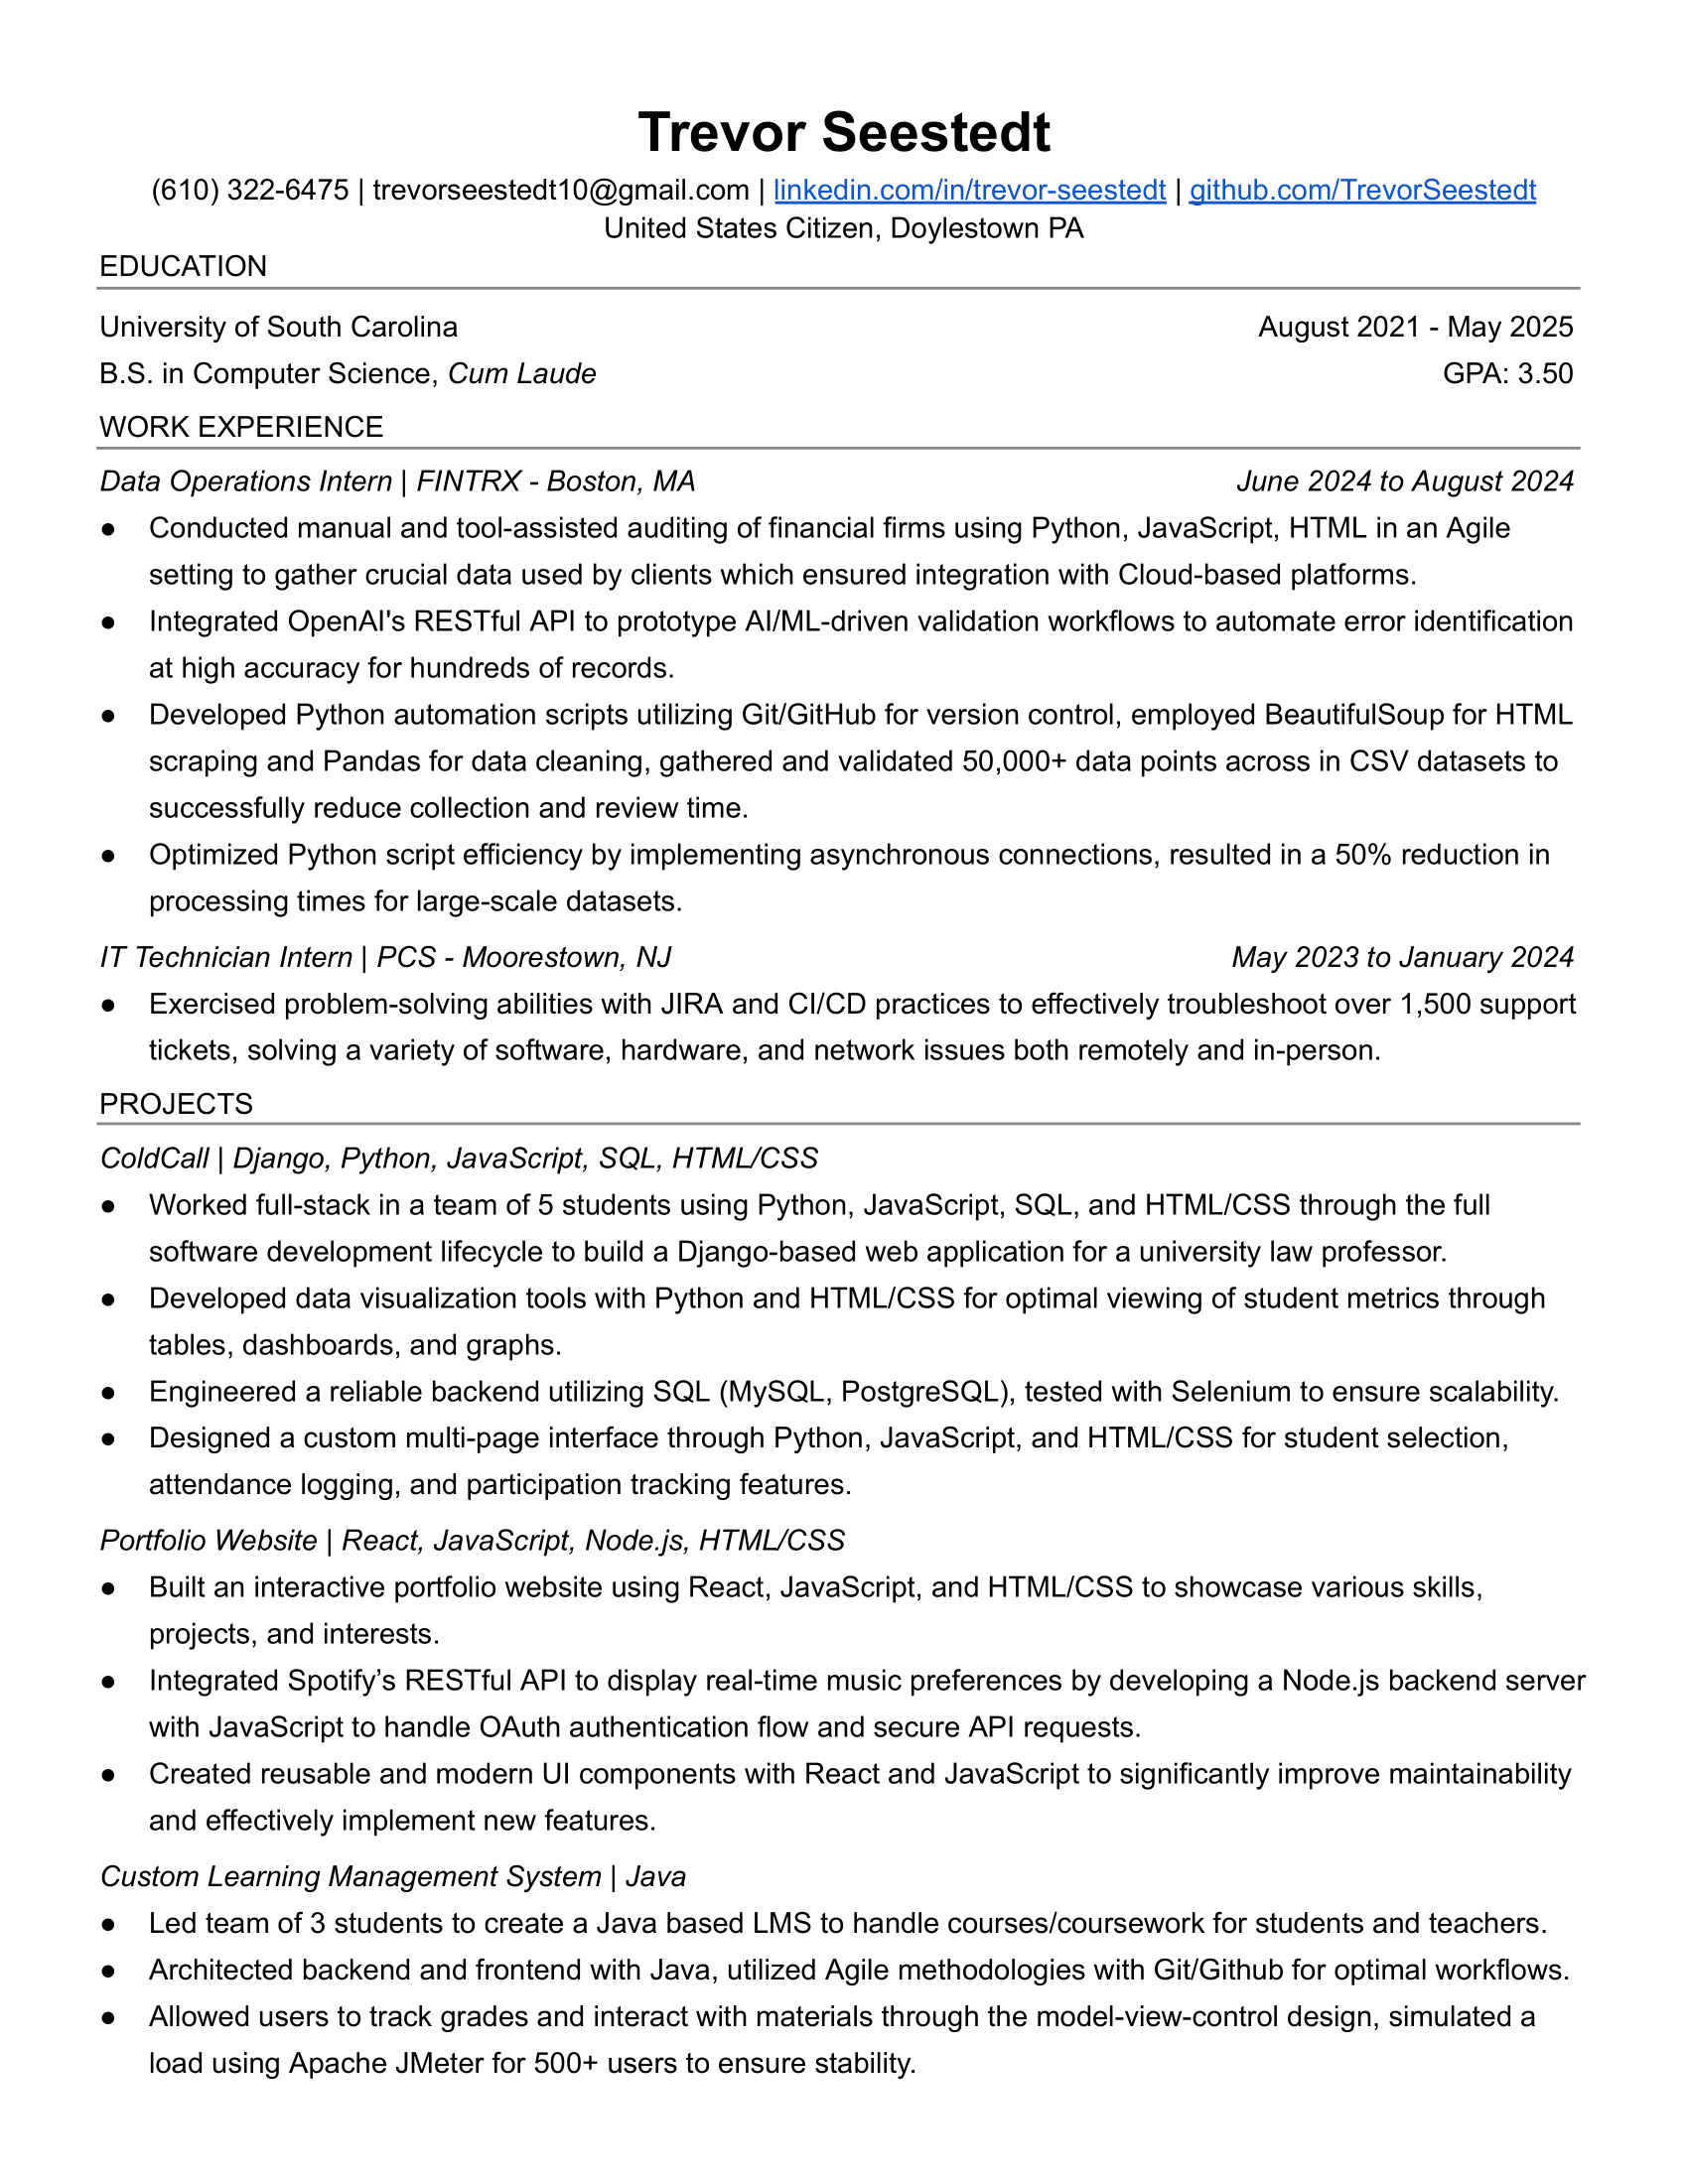 Trevor Seestedt
(610) 322-6475 | trevorseestedt10@gmail.com | linkedin.com/in/trevor-seestedt | github.com/TrevorSeestedt
United States Citizen, Doylestown PA
EDUCATION
University of South Carolina August 2021 - May 2025
B.S. in Computer Science, Cum Laude GPA: 3.50
WORK EXPERIENCE
Data Operations Intern | FINTRX - Boston, MA June 2024 to August 2024
● Conducted manual and tool-assisted auditing of financial firms using Python, JavaScript, HTML in an Agile
setting to gather crucial data used by clients which ensured integration with Cloud-based platforms.
● Integrated OpenAI's RESTful API to prototype AI/ML-driven validation workflows to automate error identification
at high accuracy for hundreds of records.
● Developed Python automation scripts utilizing Git/GitHub for version control, employed BeautifulSoup for HTML
scraping and Pandas for data cleaning, gathered and validated 50,000+ data points across in CSV datasets to
successfully reduce collection and review time.
● Optimized Python script efficiency by implementing asynchronous connections, resulted in a 50% reduction in
processing times for large-scale datasets.
IT Technician Intern | PCS - Moorestown, NJ May 2023 to January 2024
● Exercised problem-solving abilities with JIRA and CI/CD practices to effectively troubleshoot over 1,500 support
tickets, solving a variety of software, hardware, and network issues both remotely and in-person.
PROJECTS
ColdCall | Django, Python, JavaScript, SQL, HTML/CSS
● Worked full-stack in a team of 5 students using Python, JavaScript, SQL, and HTML/CSS through the full
software development lifecycle to build a Django-based web application for a university law professor.
● Developed data visualization tools with Python and HTML/CSS for optimal viewing of student metrics through
tables, dashboards, and graphs.
● Engineered a reliable backend utilizing SQL (MySQL, PostgreSQL), tested with Selenium to ensure scalability.
● Designed a custom multi-page interface through Python, JavaScript, and HTML/CSS for student selection,
attendance logging, and participation tracking features.
Portfolio Website | React, JavaScript, Node.js, HTML/CSS
● Built an interactive portfolio website using React, JavaScript, and HTML/CSS to showcase various skills,
projects, and interests.
● Integrated Spotify’s RESTful API to display real-time music preferences by developing a Node.js backend server
with JavaScript to handle OAuth authentication flow and secure API requests.
● Created reusable and modern UI components with React and JavaScript to significantly improve maintainability
and effectively implement new features.
Custom Learning Management System | Java
● Led team of 3 students to create a Java based LMS to handle courses/coursework for students and teachers.
● Architected backend and frontend with Java, utilized Agile methodologies with Git/Github for optimal workflows.
● Allowed users to track grades and interact with materials through the model-view-control design, simulated a
load using Apache JMeter for 500+ users to ensure stability.